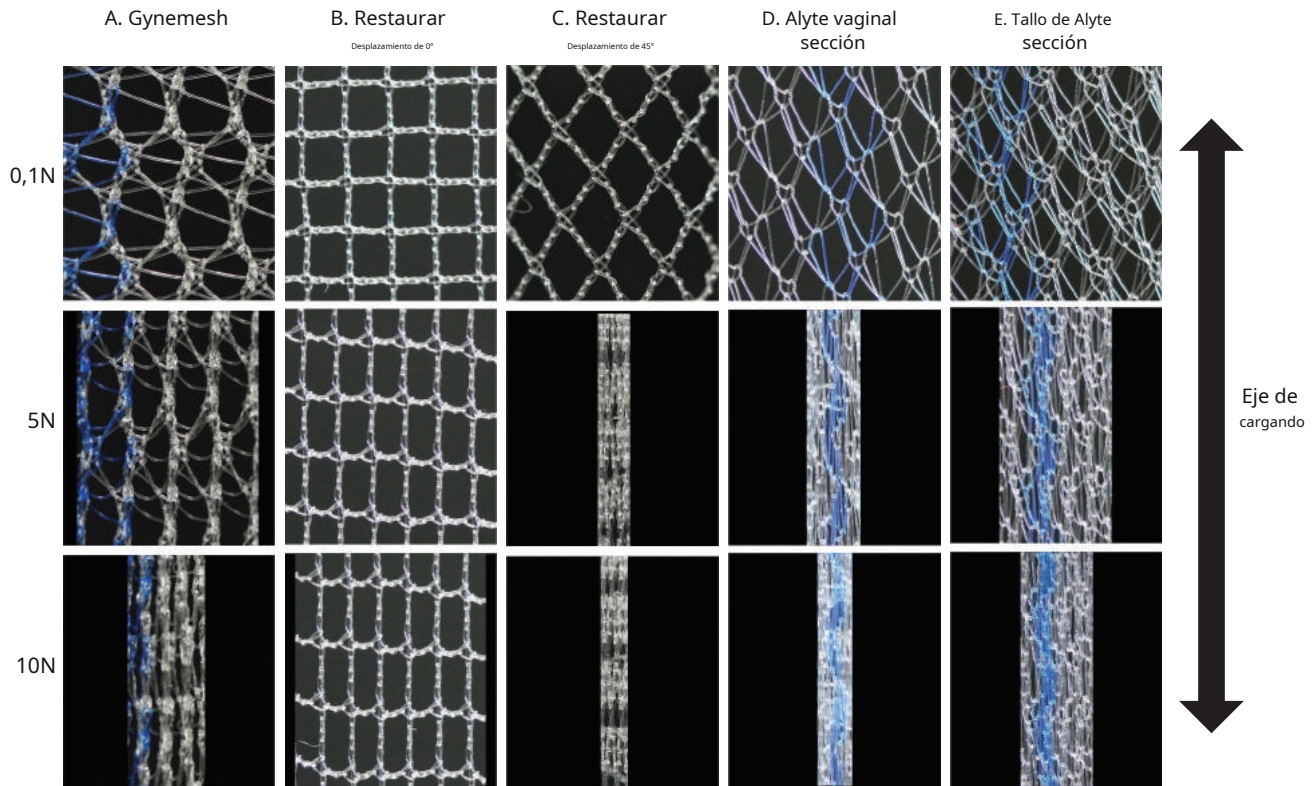 A. Gynemesh
B. Restaurar
Desplazamiento de 0°
C. Restaurar
Desplazamiento de 45°
D. Alyte vaginal
sección
E. Tallo de Alyte
sección
0,1N
5N
10N
Eje de
cargando